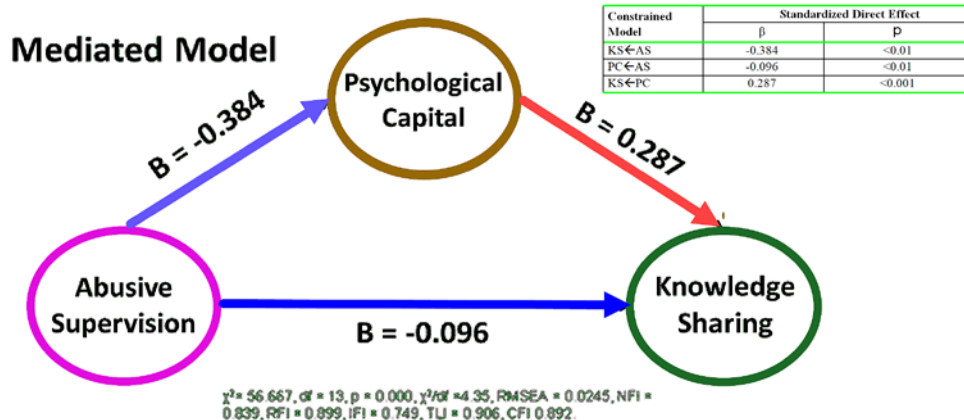 Mediated Model
Constrained Model
Standardized Direct Effect
β
p
KS←AS
-0.384
<0.01
PC←AS
-0.096
<0.01
KS←PC
0.287
<0.001
Psychological
Capital
B = -0.384
B = 0.287
Abusive
Supervision
Knowledge
Sharing
B = -0.096
χ²= 56.667, df = 13, p = 0.000, χ²/df =4.35, RMSEA = 0.0245, NFI =
0.839, RFI = 0.899, IFI = 0.749, TLI = 0.906, CFI 0.892.